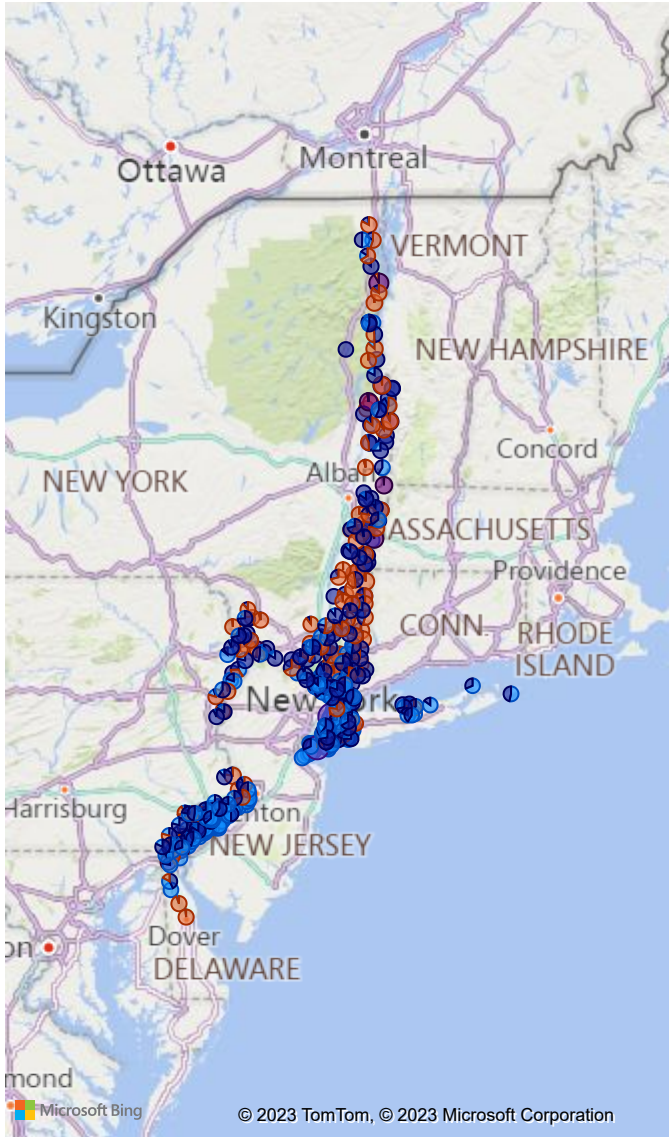 Montreal
Ottawa
VERMONT
Kingston
NEW HAMPSHIRE
Concord
Alban
NEW YORK
ASSACHUSETTS
Providence
CONN.
RHODE
ISLAND
New York
Harrisburg
nton
NEW JERSEY
on
Dover
DELAWARE
mond
Microsoft Bing
© 2023 TomTom, © 2023 Microsoft Corporation